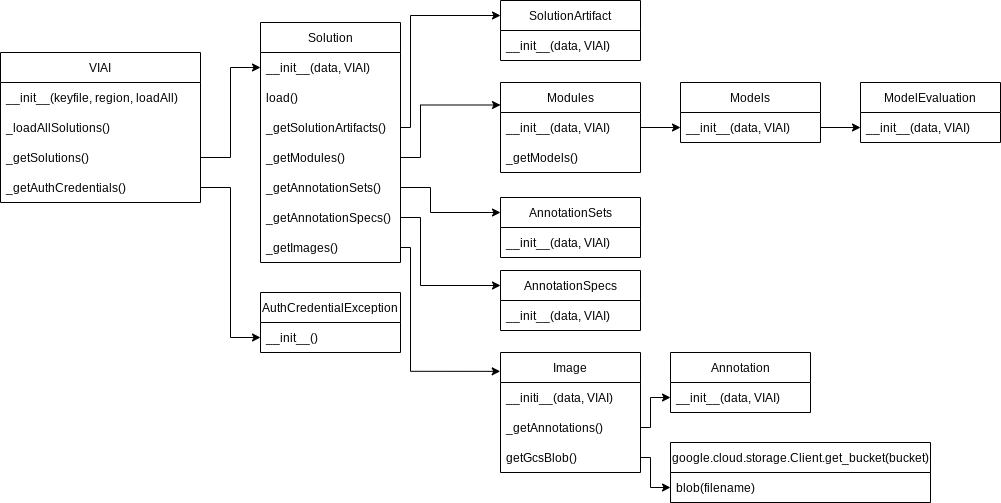 VIAI
__init__(keyfile, region, loadAll)
_loadAllSolutions()
_getSolutions()
_getAuthCredentials()
Solution
__init__(data, VIAI)
load()
_getSolutionArtifacts()
_getModules()
_getAnnotationSets()
_getAnnotationSpecs()
_getImages()
AuthCredentialException
__init__()
SolutionArtifact
__init__(data, VIAI)
Modules
__init__(data, VIAI)
_getModels()
Models
__init__(data, VIAI)
ModelEvaluation
__init__(data, VIAI)
AnnotationSets
__init__(data, VIAI)
AnnotationSpecs
__init__(data, VIAI)
Image
__initi__(data, VIAI)
_getAnnotations()
getGcsBlob()
Annotation
__init__(data, VIAI)
google.cloud.storage.Client.get_bucket(bucket)
blob(filename)